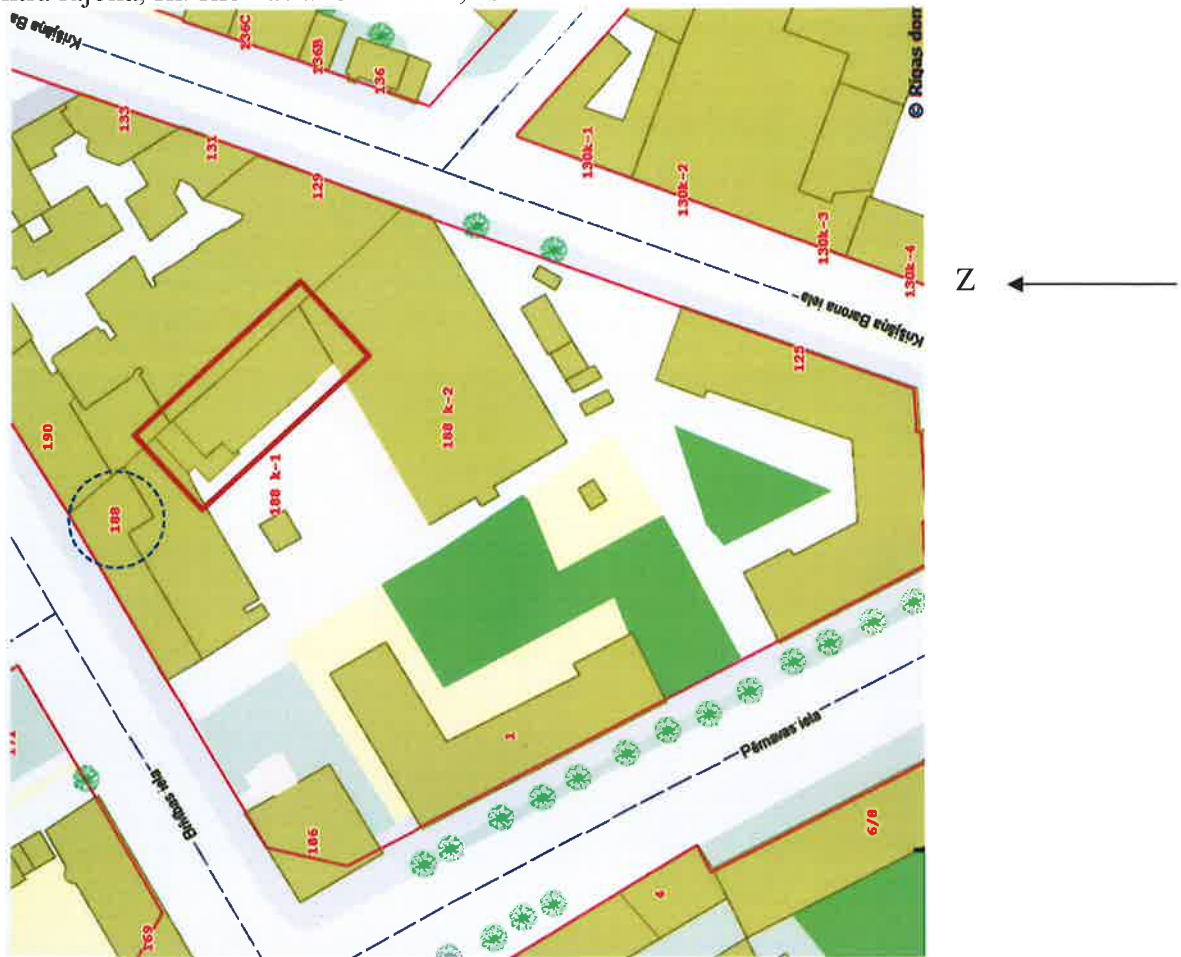 Krišjāņa Ba
136C
136B
136
© Rīgas dom
133
131
129
130k-1
130k-2
130k-3
130k-4
Z
Krišjāņa Barona iela
125
190
188 k-2
188 k-1
188
1
Pērnavas iela
Brīvības iela
186
6/8
4
169